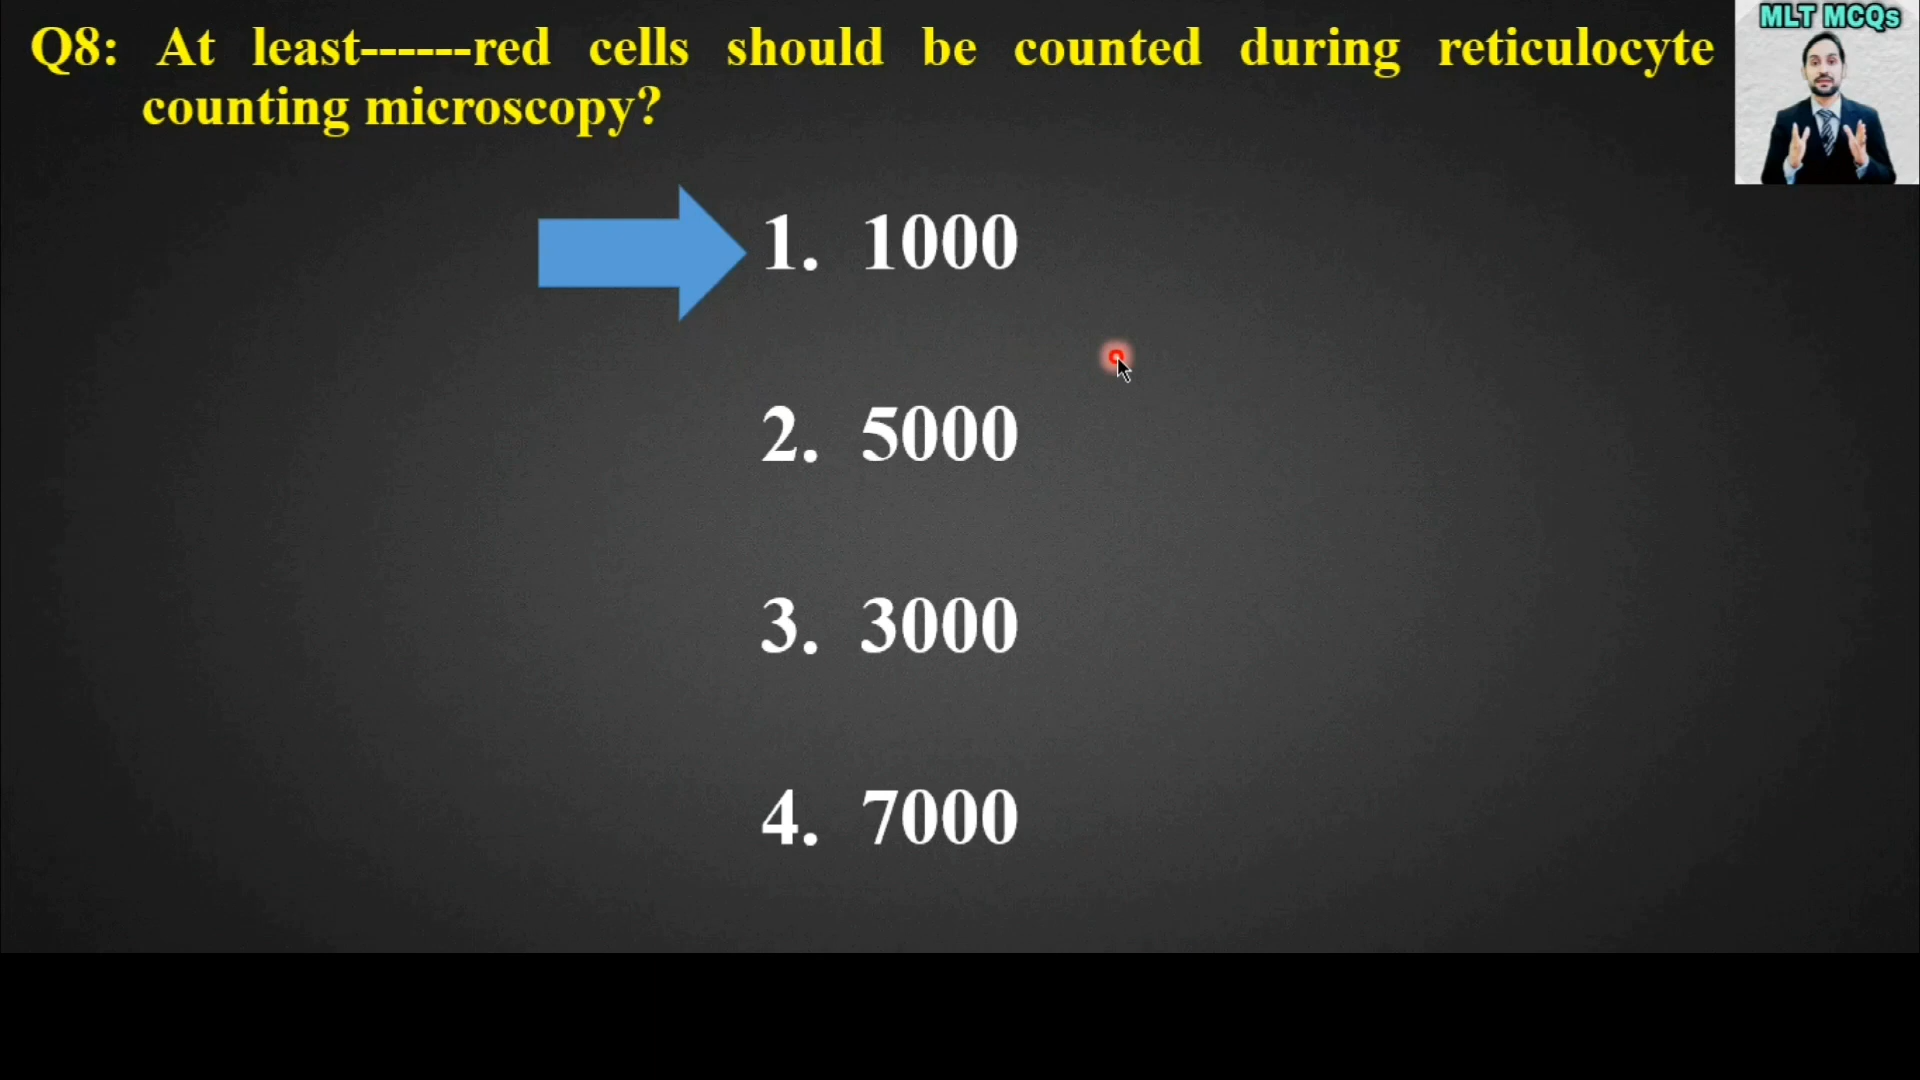 MLT MCQs
Q8: At least------red cells should be counted during reticulocyte
counting microscopy?
1. 1000
2. 5000
3. 3000
4. 7000